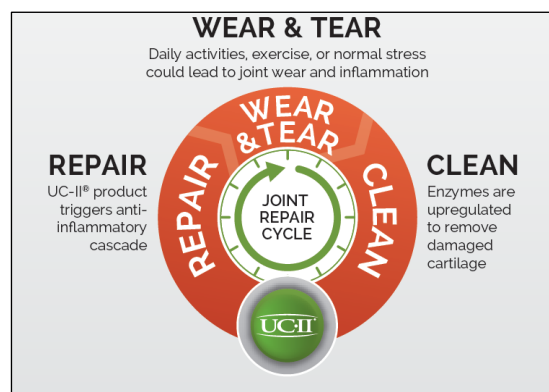 WEAR & TEAR
Daily activities, exercise, or normal stress
could lead to joint wear and inflammation
WEAR
& TEAR
REPAIR
UC-II® product
triggers anti-
inflammatory
cascade
REPAIR
JOINT
REPAIR
CYCLE
CLEAN
CLEAN
Enzymes are
upregulated
to remove
damaged
cartilage
UC-II